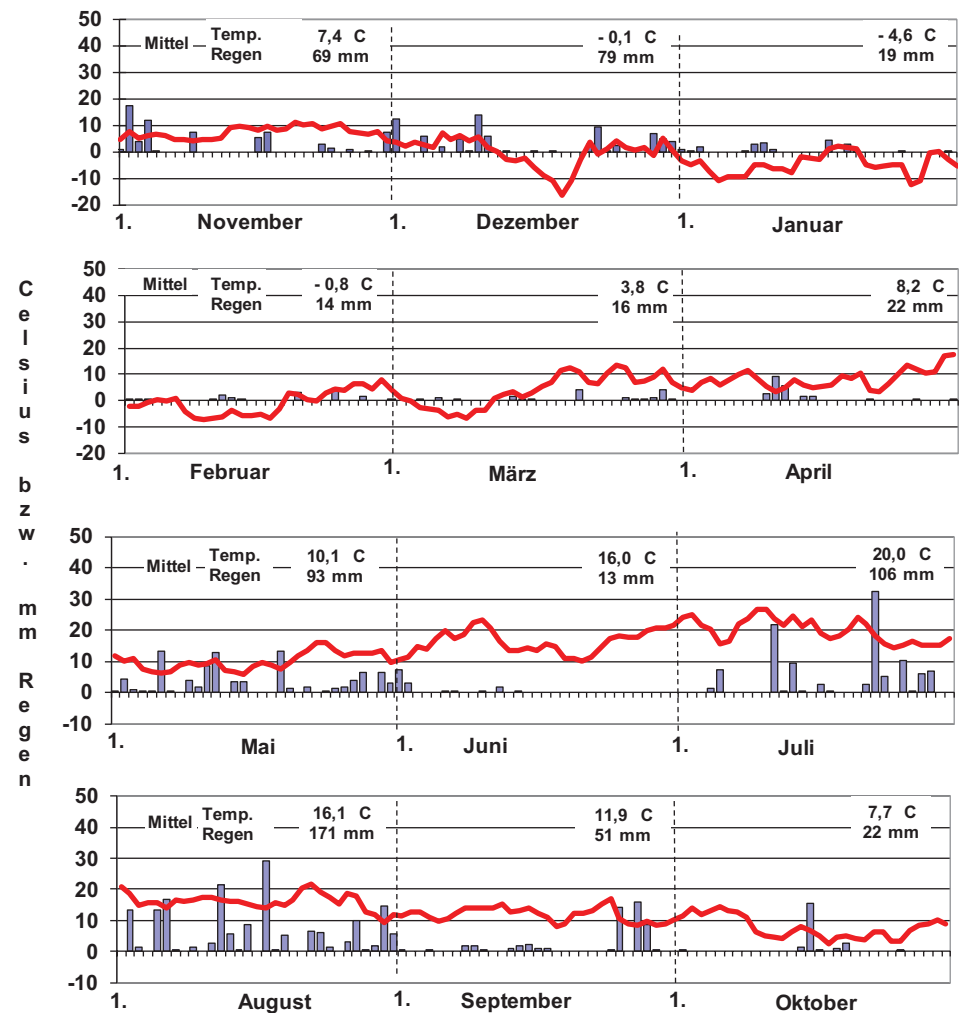 Celsius bzw. mm Regen
50
40
30
20
10
0
-10
-20
Mittel Temp. 7,4 C - 0,1 C - 4,6 C
Regen 69 mm 79 mm 19 mm
1. November 1. Dezember 1. Januar
50
40
30
20
10
0
-10
-20
Mittel Temp. - 0,8 C 3,8 C 8,2 C
Regen 14 mm 16 mm 22 mm
1. Februar 1. März 1. April
50
40
30
20
10
0
-10
Mittel Temp. 10,1 C 16,0 C 20,0 C
Regen 93 mm 13 mm 106 mm
1. Mai 1. Juni 1. Juli
50
40
30
20
10
0
-10
Mittel Temp. 16,1 C 11,9 C 7,7 C
Regen 171 mm 51 mm 22 mm
1. August 1. September 1. Oktober